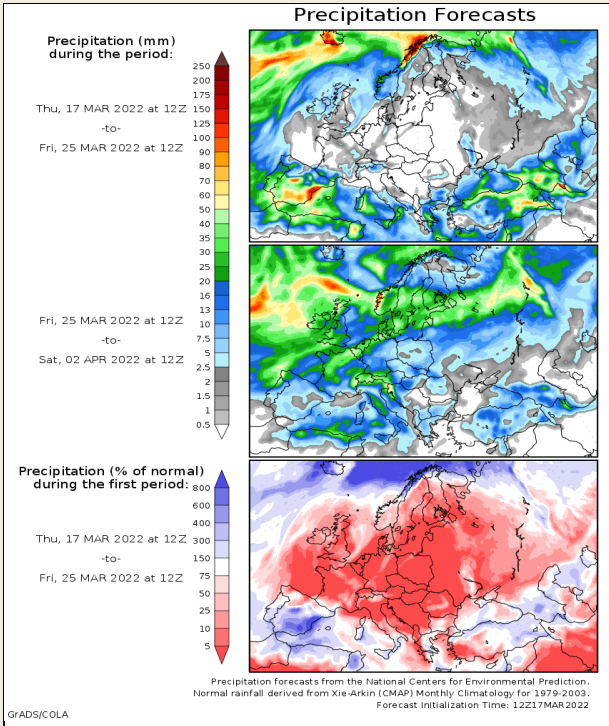 Precipitation Forecasts
Precipitation (mm)
during the period:
Thu, 17 MAR 2022 at 12Z
-to-
Fri, 25 MAR 2022 at 12Z
250
200
175
150
125
100
90
80
70
60
50
40
35
30
25
20
16
13
10
7.5
5
2.5
2
1.5
1
0.5
Fri, 25 MAR 2022 at 12Z
-to-
Sat, 02 APR 2022 at 12Z
Precipitation (% of normal)
during the first period:
Thu, 17 MAR 2022 at 12Z
-to-
Fri, 25 MAR 2022 at 12Z
800
600
400
300
150
75
50
25
10
5
Precipitation forecasts from the National Centers for Environmental Prediction.
Normal rainfall derived from Xie-Arkin (CMAP) Monthly Climatology for 1979-2003.
Forecast Initialization Time: 12Z17MAR2022
GrADS/COLA